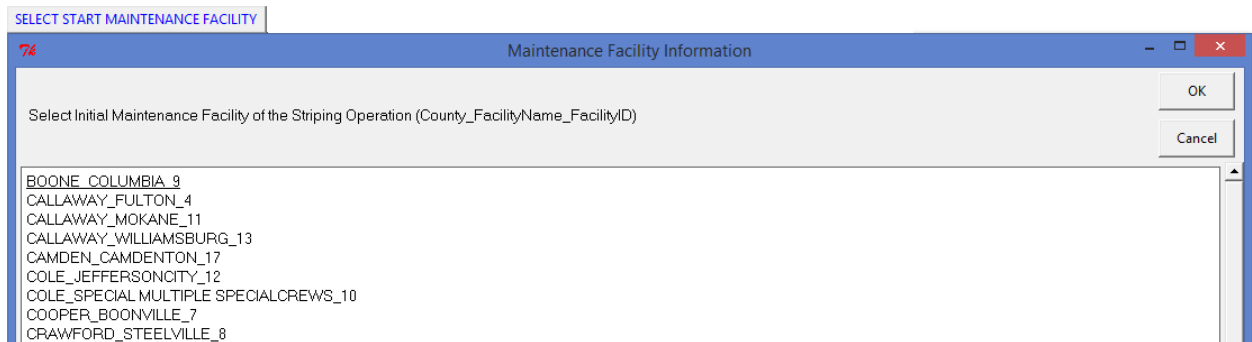 SELECT START MAINTENANCE FACILITY
Maintenance Facility Information
OK
Select Initial Maintenance Facility of the Striping Operation (County_FacilityName_FacilityID)
Cancel
BOONE_COLUMBIA_9
CALLAWAY_FULTON_4
CALLAWAY_MOKANE_11
CALLAWAY_WILLIAMSBURG_13
CAMDEN_CAMDENTON_17
COLE_JEFFERSONCITY_12
COLE_SPECIAL MULTIPLE SPECIALCREWS_10
COOPER_BOONVILLE_7
CRAWFORD_STEELVILLE_8